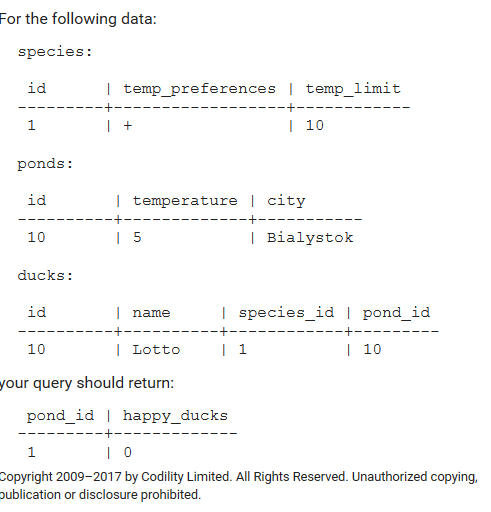 For the following data:
species:
id | temp_preferences | temp_limit
---------+------------------+------------
1 | + | 10
ponds:
id | temperature | city
----------+-------------+-----------
10 | 5 | Bialystok
ducks:
id | name | species_id | pond_id
----------+----------+------------+---------
10 | Lotto | 1 | 10
your query should return:
pond_id | happy_ducks
---------+-------------
1 | 0
Copyright 2009–2017 by Codility Limited. All Rights Reserved. Unauthorized copying,
publication or disclosure prohibited.